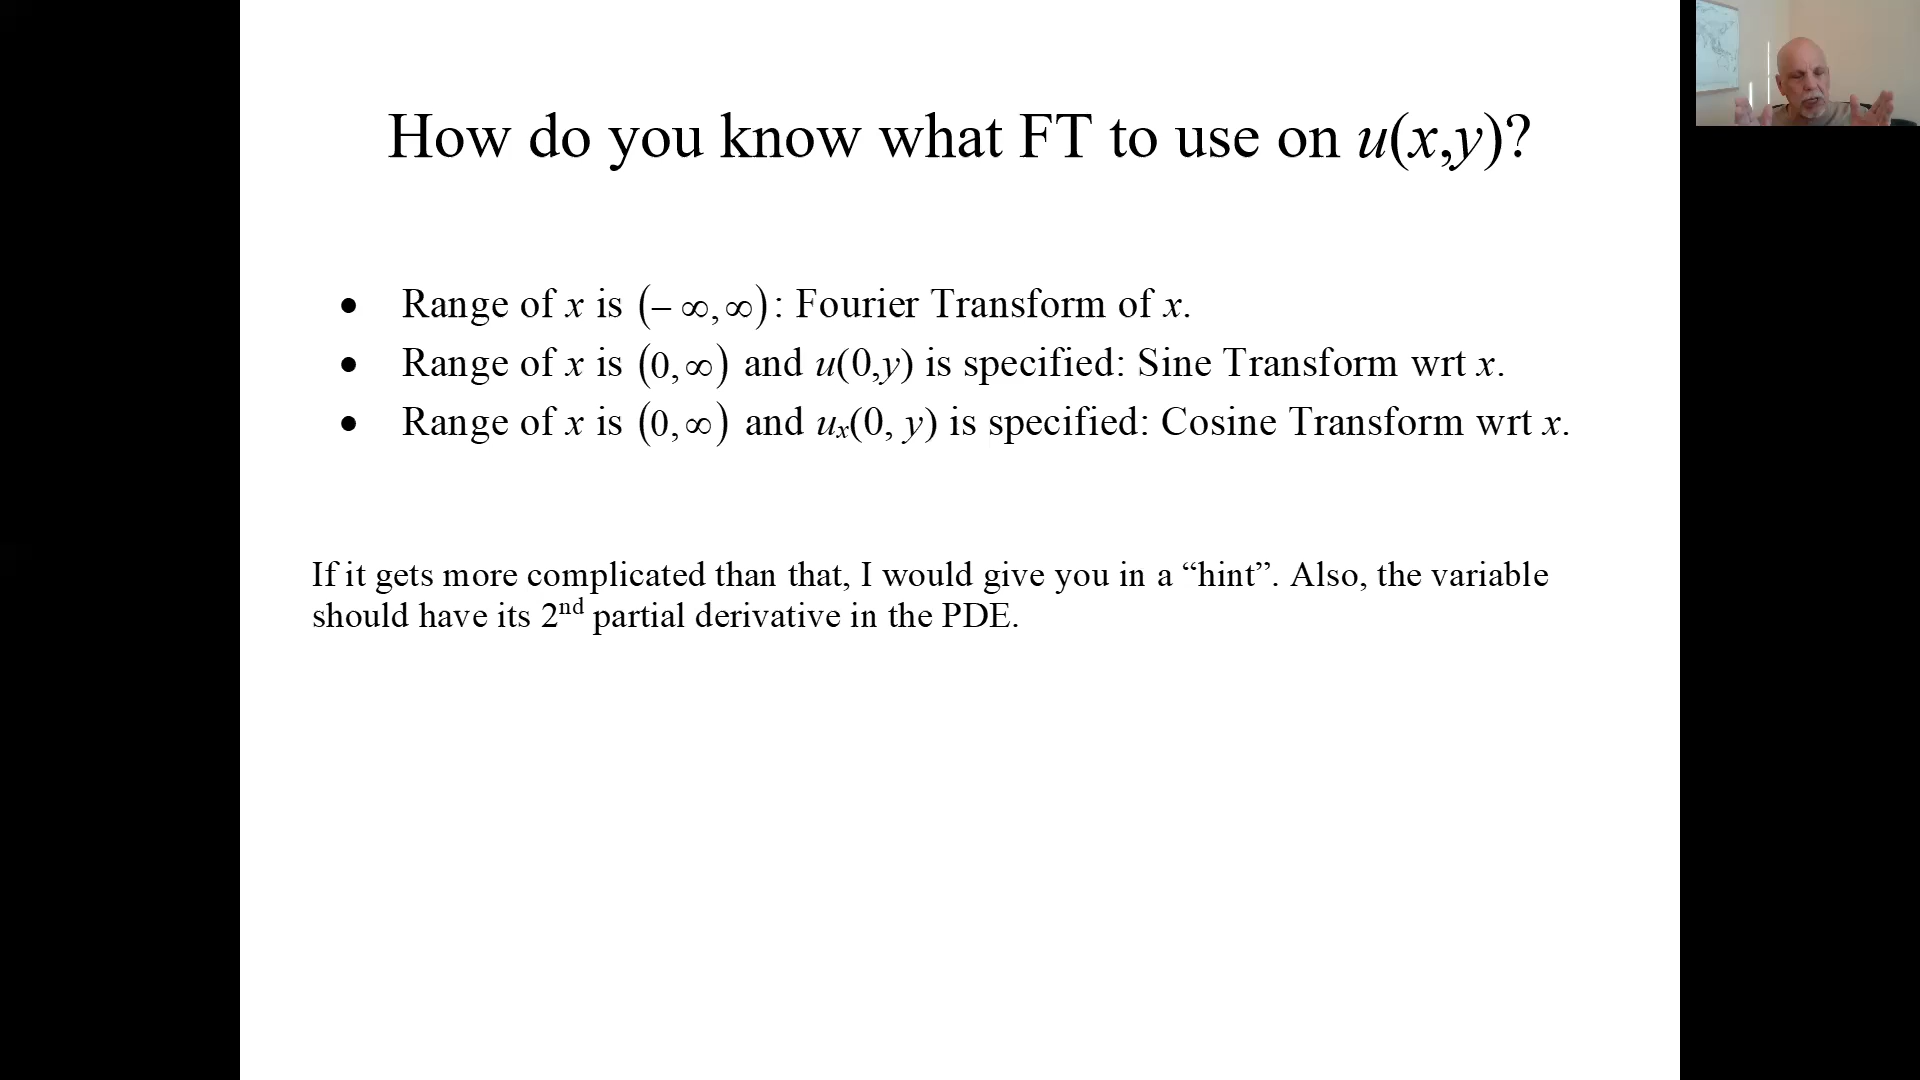 How do you know what FT to use on u(x,y)?
• Range of x is (– ∞,∞): Fourier Transform of x.
• Range of x is (0,∞) and u(0,y) is specified: Sine Transform wrt x.
• Range of x is (0,∞) and uₓ(0, y) is specified: Cosine Transform wrt x.
If it gets more complicated than that, I would give you in a “hint”. Also, the variable
should have its 2nd partial derivative in the PDE.